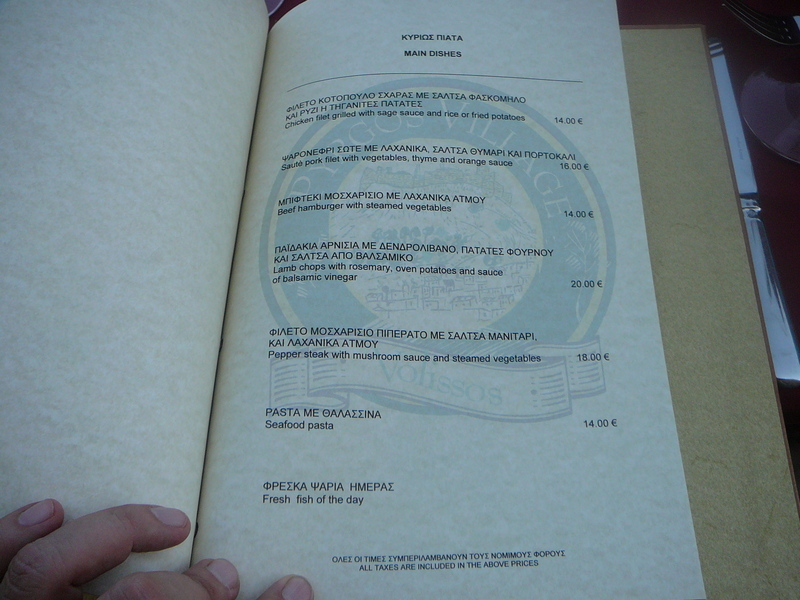 ΚΥΡΙΩΣ ΠΙΑΤΑ
MAIN DISHES
ΦΙΛΕΤΟ ΚΟΤΟΠΟΥΛΟ ΣΧΑΡΑΣ ΜΕ ΣΑΛΤΣΑ ΦΑΣΚΟΜΗΛΟ
ΚΑΙ ΡΥΖΙ Η ΤΗΓΑΝΙΤΕΣ ΠΑΤΑΤΕΣ
Chicken filet grilled with sage sauce and rice or fried potatoes 14.00 €
ΨΑΡΟΝΕΦΡΙ ΣΩΤΕ ΜΕ ΛΑΧΑΝΙΚΑ, ΣΑΛΤΣΑ ΘΥΜΑΡΙ ΚΑΙ ΠΟΡΤΟΚΑΛΙ
Sautè pork filet with vegetables, thyme and orange sauce 16.00 €
ΜΠΙΦΤΕΚΙ ΜΟΣΧΑΡΙΣΙΟ ΜΕ ΛΑΧΑΝΙΚΑ ΑΤΜΟΥ
Beef hamburger with steamed vegetables 14.00 €
ΠΑΪΔΑΚΙΑ ΑΡΝΙΣΙΑ ΜΕ ΔΕΝΔΡΟΛΙΒΑΝΟ, ΠΑΤΑΤΕΣ ΦΟΥΡΝΟΥ
ΚΑΙ ΣΑΛΤΣΑ ΑΠΟ ΒΑΛΣΑΜΙΚΟ
Lamb chops with rosemary, oven potatoes and sauce
of balsamic vinegar 20.00 €
ΦΙΛΕΤΟ ΜΟΣΧΑΡΙΣΙΟ ΠΙΠΕΡΑΤΟ ΜΕ ΣΑΛΤΣΑ ΜΑΝΙΤΑΡΙ,
ΚΑΙ ΛΑΧΑΝΙΚΑ ΑΤΜΟΥ
Pepper steak with mushroom sauce and steamed vegetables 18.00 €
Volissos
PASTA ΜΕ ΘΑΛΑΣΣΙΝΑ
Seafood pasta 14.00 €
ΦΡΕΣΚΑ ΨΑΡΙΑ ΗΜΕΡΑΣ
Fresh fish of the day
ΟΛΕΣ ΟΙ ΤΙΜΕΣ ΣΥΜΠΕΡΙΛΑΜΒΑΝΟΥΝ ΤΟΥΣ ΝΟΜΙΜΟΥΣ ΦΟΡΟΥΣ
ALL TAXES ARE INCLUDED IN THE ABOVE PRICES